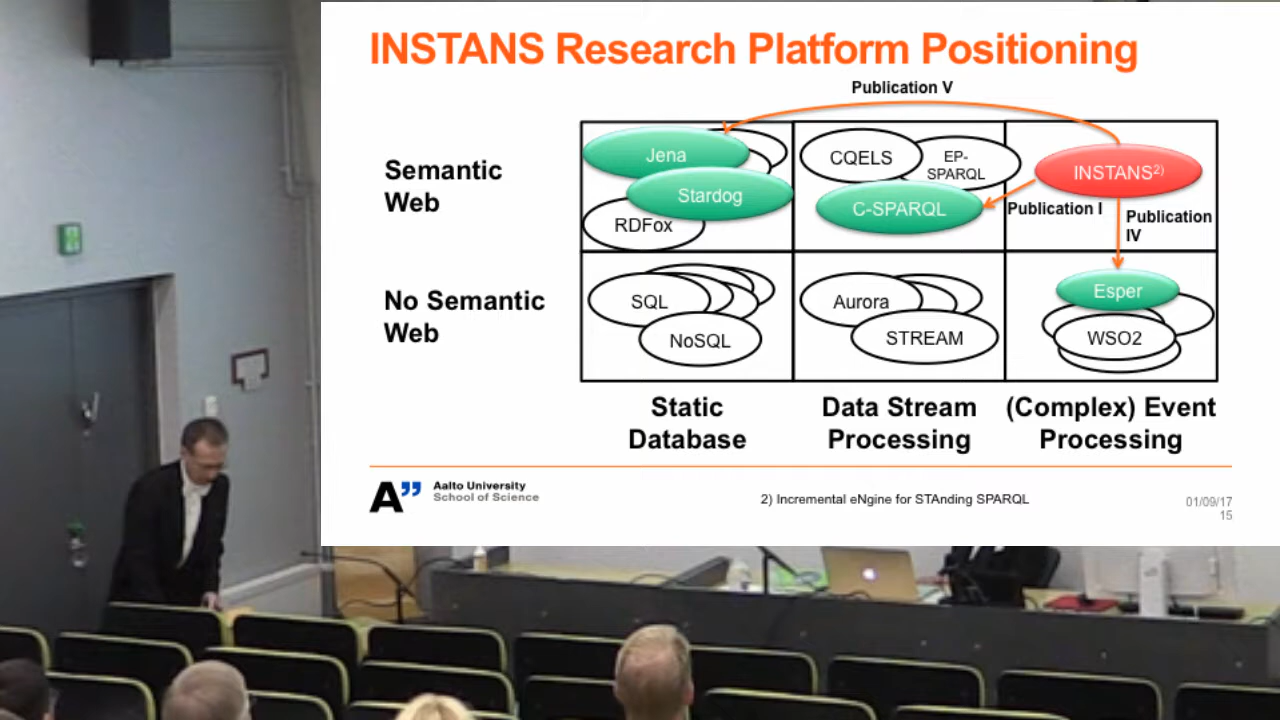 INSTANS Research Platform Positioning
Publication V
Semantic
Web
Jena
Stardog
RDFox
CQELS
EP-
SPARQL
C-SPARQL
INSTANS2)
Publication I
Publication
IV
No Semantic
Web
SQL
NoSQL
Aurora
STREAM
Esper
WSO2
Static
Database
Data Stream
Processing
(Complex) Event
Processing
A”
Aalto University
School of Science
2) Incremental eNgine for STAnding SPARQL
01/09/17
15